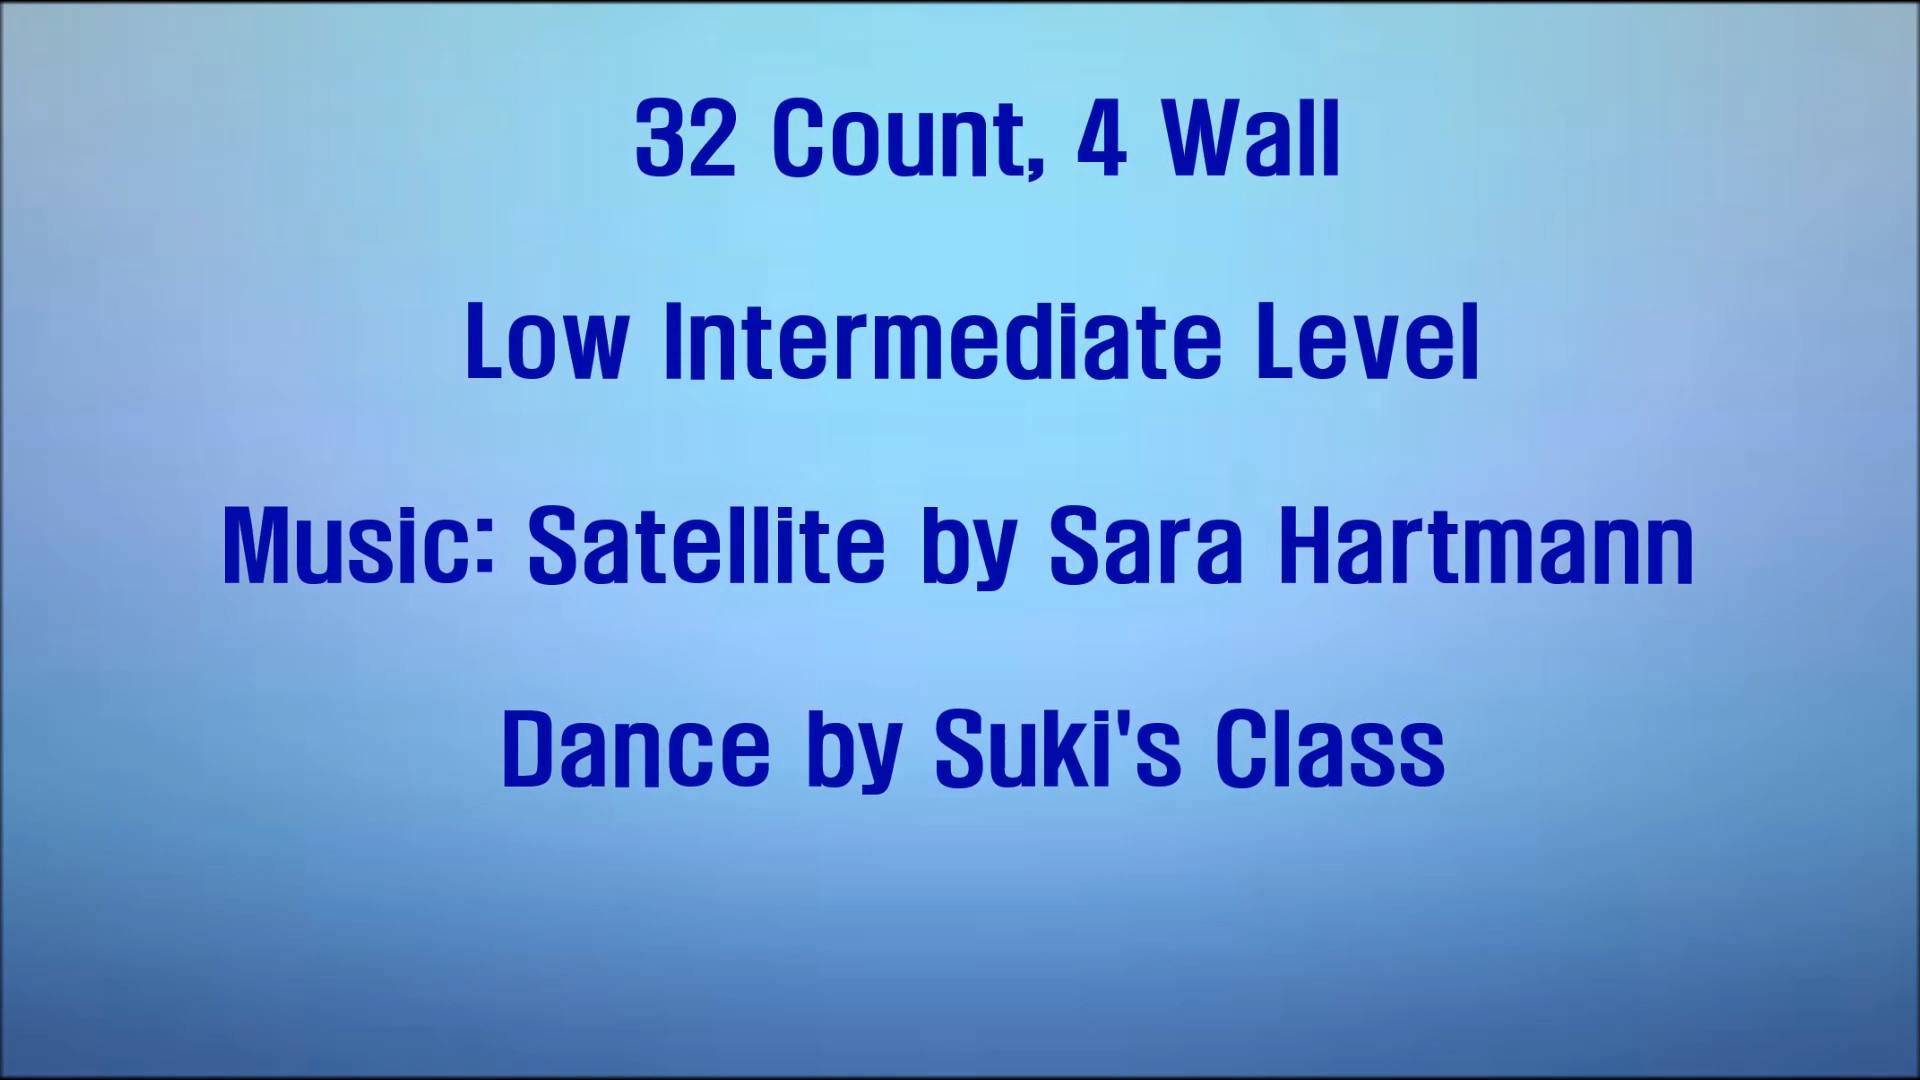 32 Count, 4 Wall
Low Intermediate Level
Music: Satellite by Sara Hartmann
Dance by Suki's Class